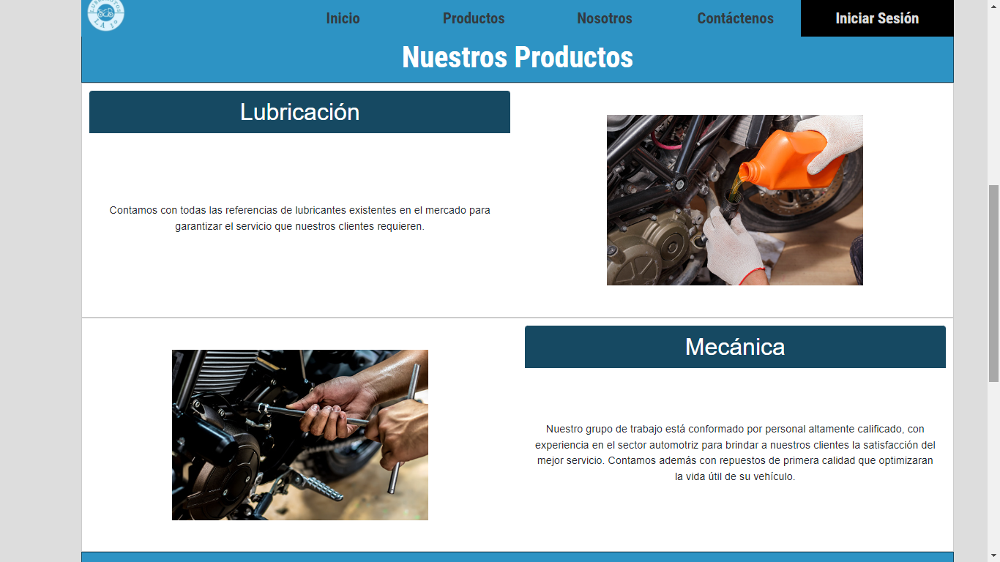 LUBRIMOTOS
LA 1ª
Inicio
Productos
Nosotros
Contáctenos
Iniciar Sesión
Nuestros Productos
Lubricación
Contamos con todas las referencias de lubricantes existentes en el mercado para
garantizar el servicio que nuestros clientes requieren.
Mecánica
Nuestro grupo de trabajo está conformado por personal altamente calificado, con
experiencia en el sector automotriz para brindar a nuestros clientes la satisfacción del
mejor servicio. Contamos además con repuestos de primera calidad que optimizaran
la vida útil de su vehículo.